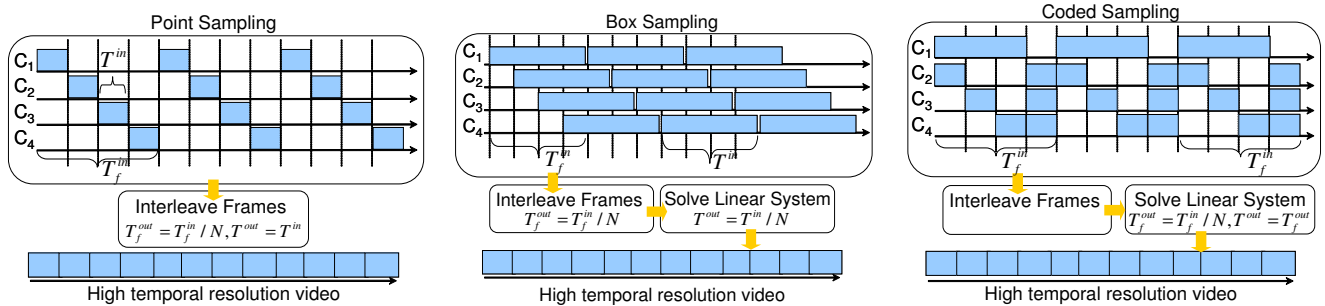 Point Sampling
C₁
C₂
C₃
C₄
T^{in}
T_f^{in}
Interleave Frames
T_f^{out} = T_f^{in} / N, T^{out} = T^{in}
High temporal resolution video
Box Sampling
C₁
C₂
C₃
C₄
T_f^{in}
T^{in}
Interleave Frames
T_f^{out} = T_f^{in} / N
Solve Linear System
T^{out} = T^{in} / N
High temporal resolution video
Coded Sampling
C₁
C₂
C₃
C₄
T_f^{in}
T_f^{in}
Interleave Frames
Solve Linear System
T_f^{out} = T_f^{in} / N, T^{out} = T_f^{out}
High temporal resolution video